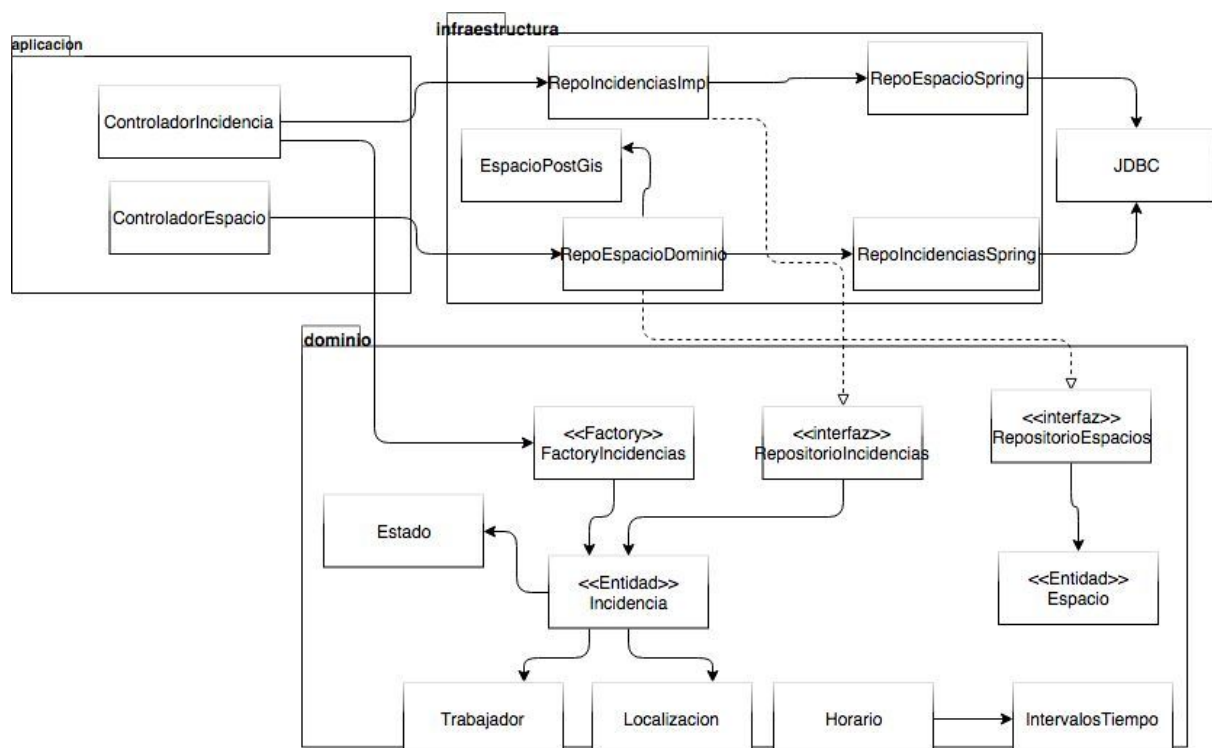 aplicacion
infraestructura
ControladorIncidencia
RepoIncidenciasImpl
RepoEspacioSpring
EspacioPostGis
JDBC
ControladorEspacio
RepoEspacioDominio
RepoIncidenciasSpring
dominio
<<Factory>>
FactoryIncidencias
<<interfaz>>
RepositorioIncidencias
<<interfaz>>
RepositorioEspacios
Estado
<<Entidad>>
Incidencia
<<Entidad>>
Espacio
Trabajador
Localizacion
Horario
IntervalosTiempo